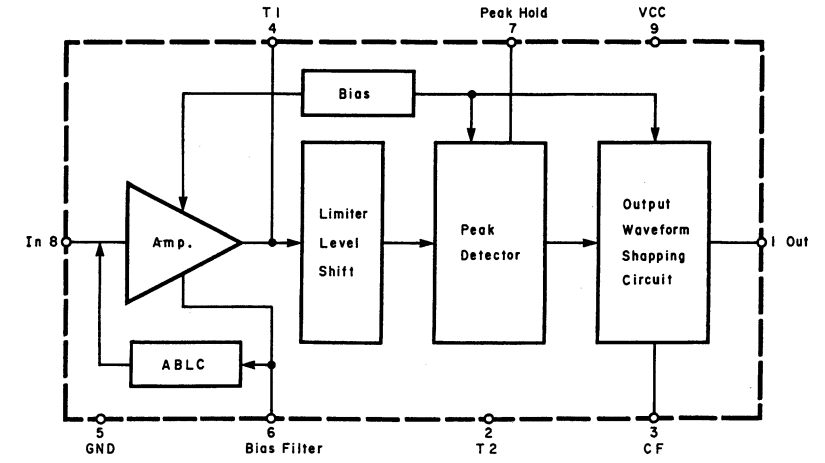 T1 Peak Hold VCC
4 7 9
Bias
Limiter
Level
Shift
Peak
Detector
Output
Waveform
Shapping
Circuit
In 8
Amp.
1 Out
ABLC
5 6 2 3
GND Bias Filter T2 CF